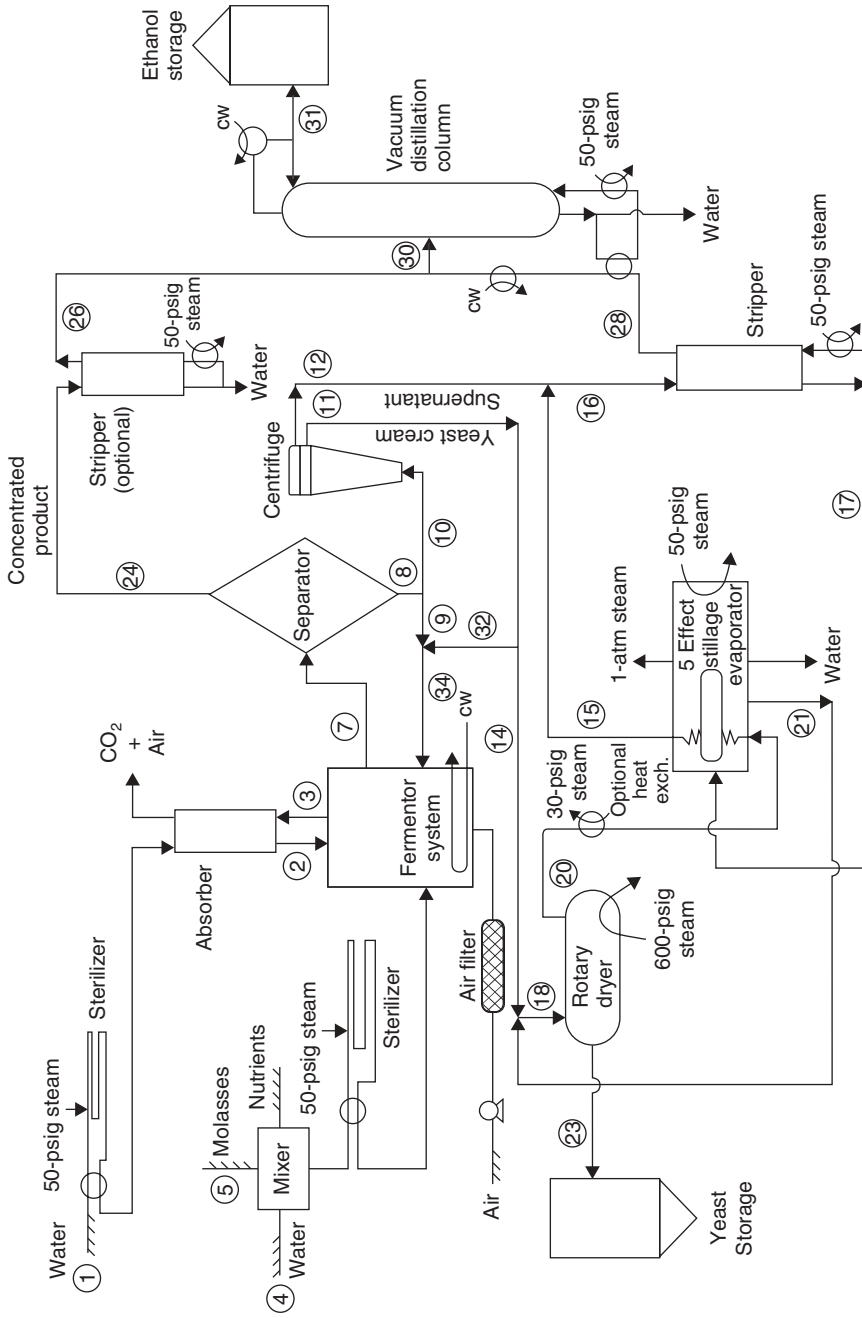 Ethanol
storage
cw
31
Vacuum
distillation
column
50-psig
steam
Water
30
cw
26
50-psig
steam
Water
Stripper
(optional)
28
Stripper
50-psig steam
Concentrated
product
24
Centrifuge
12
11
Supernatant
Yeast cream
16
17
10
8
9
32
Separator
7
34
cw
14
15
50-psig
steam
1-atm steam
5 Effect
stillage
evaporator
Water
21
CO2
+
Air
3
2
Absorber
Fermentor
system
30-psig
steam
Optional
heat
exch.
20
600-psig
steam
Rotary
dryer
18
Air filter
Sterilizer
50-psig steam
Water
1
Sterilizer
50-psig steam
Molasses
5
Nutrients
Mixer
Water
4
Air
23
Yeast
Storage